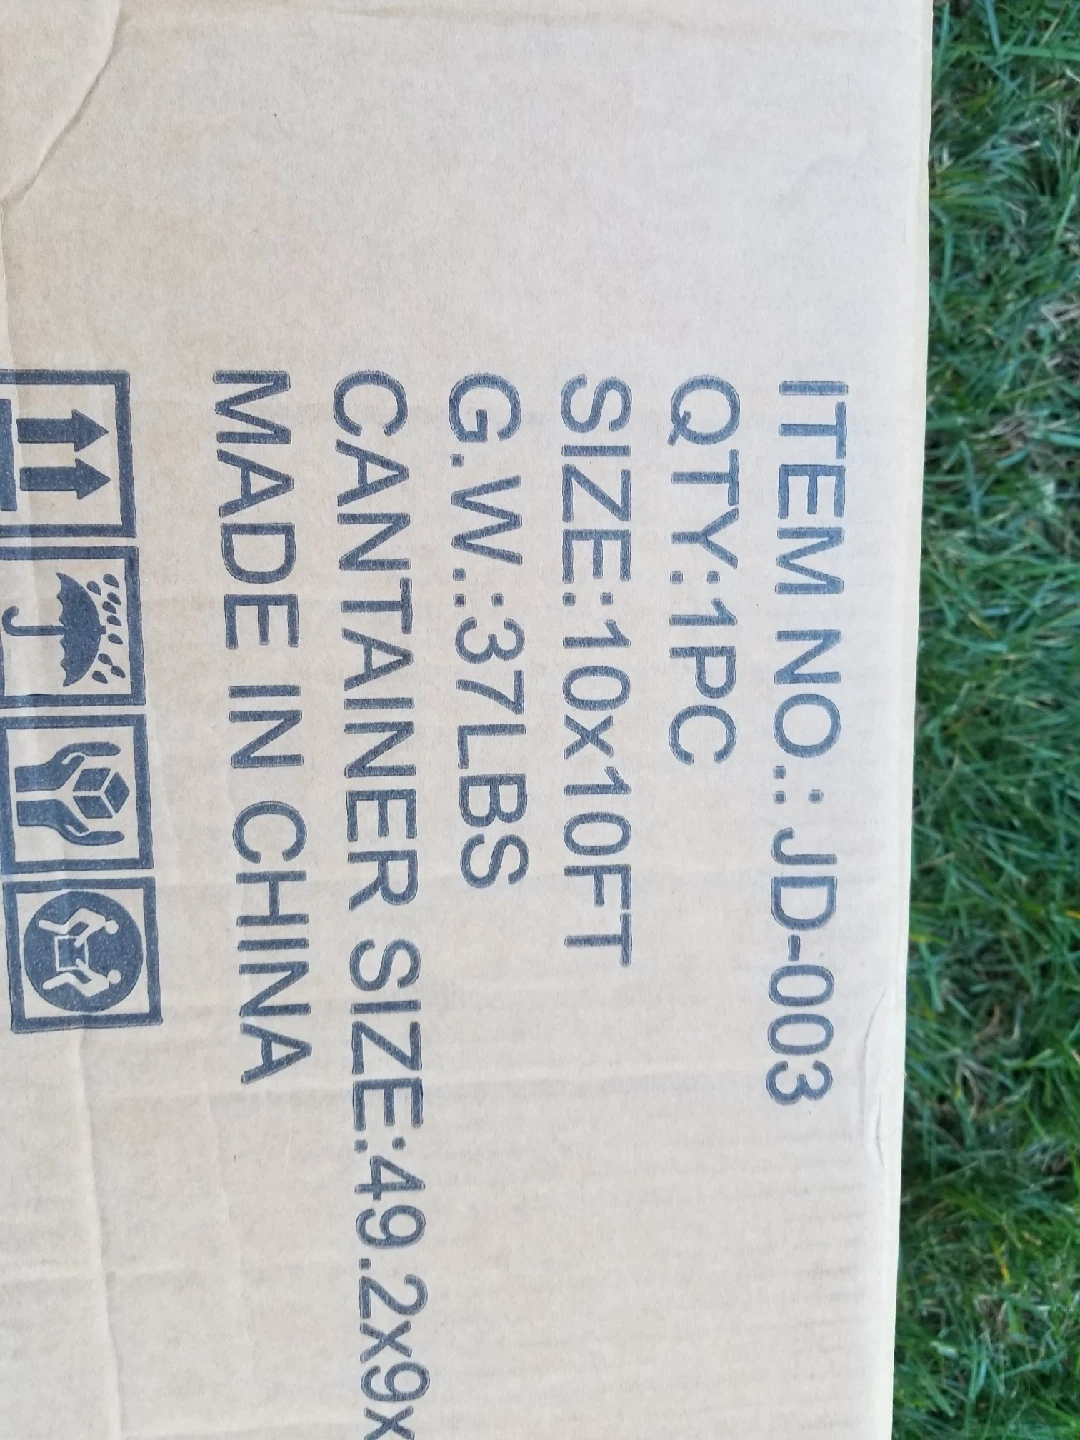 ITEM NO.: JD-003
QTY:1PC
SIZE:10x10FT
G.W.:37LBS
CANTAINER SIZE:49.2x9x
MADE IN CHINA